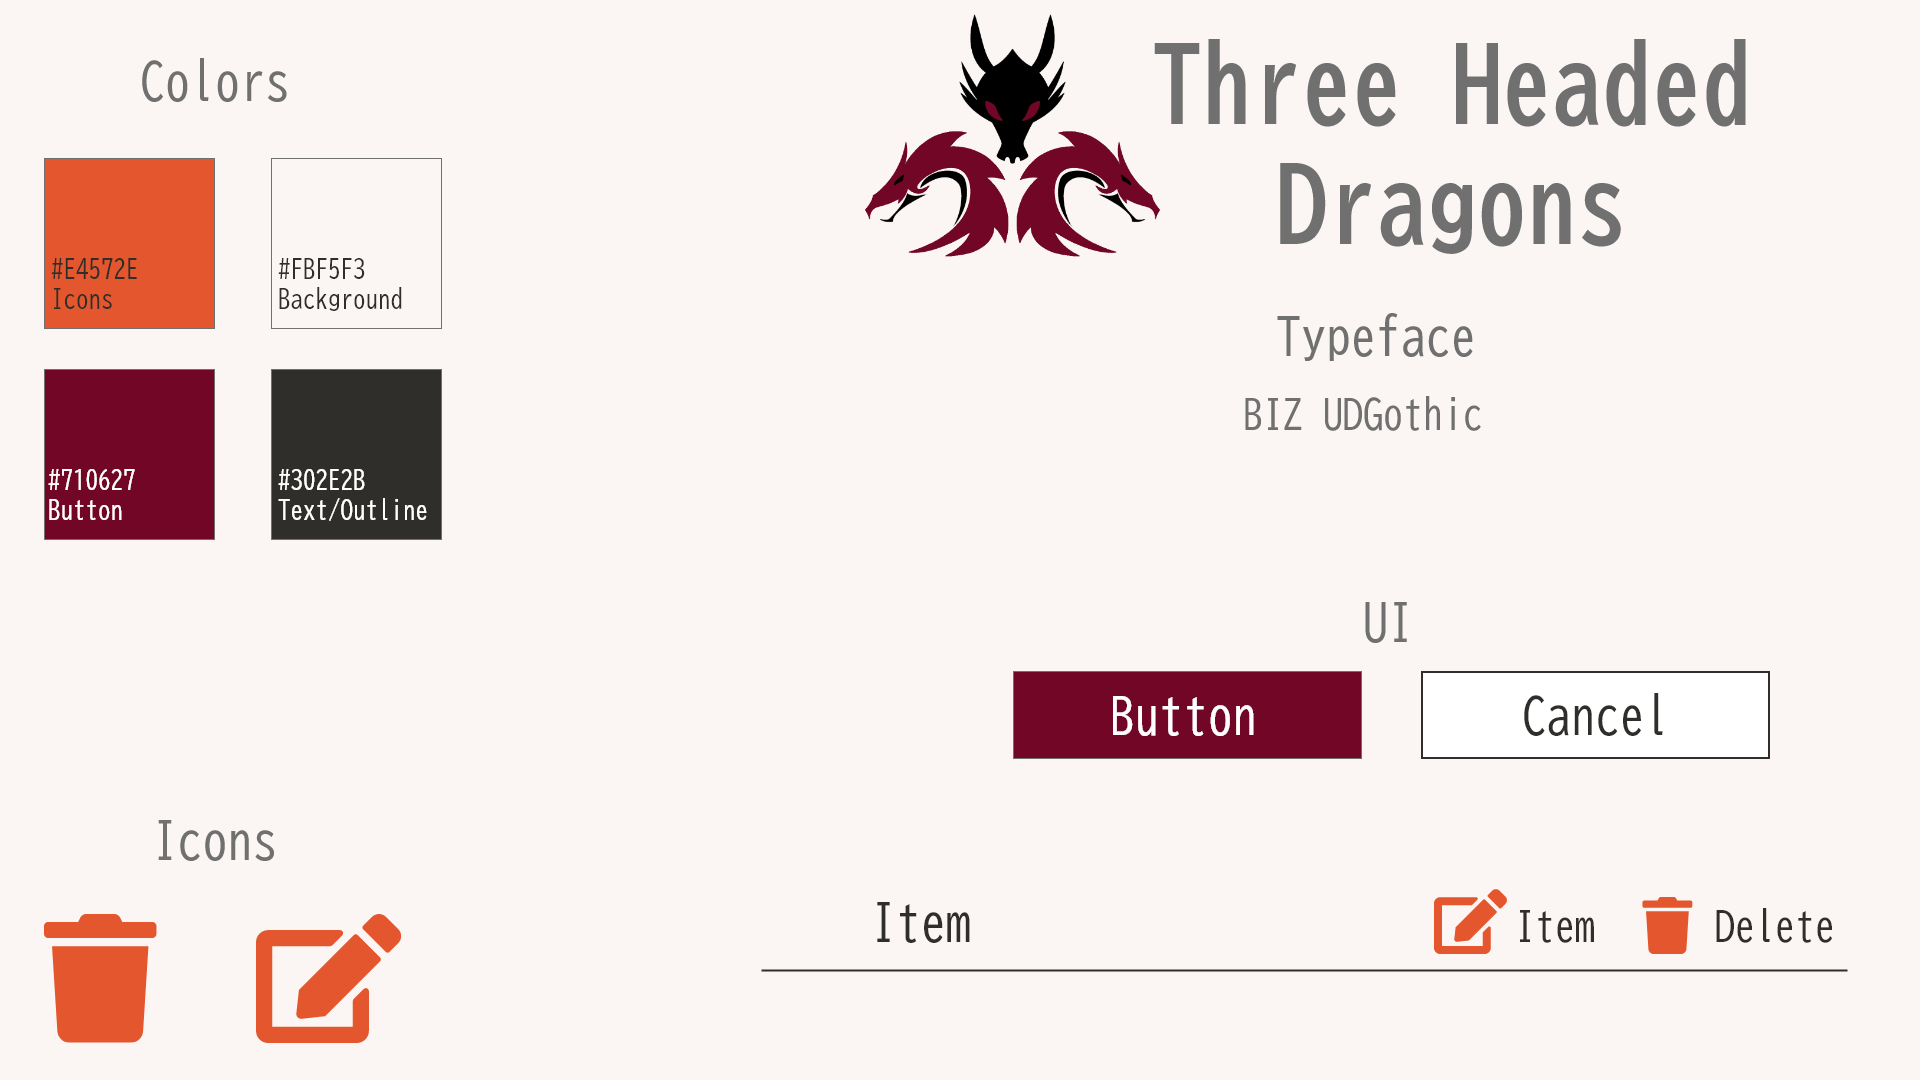 Three Headed
Dragons
Colors
#E4572E
Icons
#FBF5F3
Background
#710627
Button
#302E2B
Text/Outline
Typeface
BIZ UDGothic
UI
Button
Cancel
Icons
Item
Item
Delete